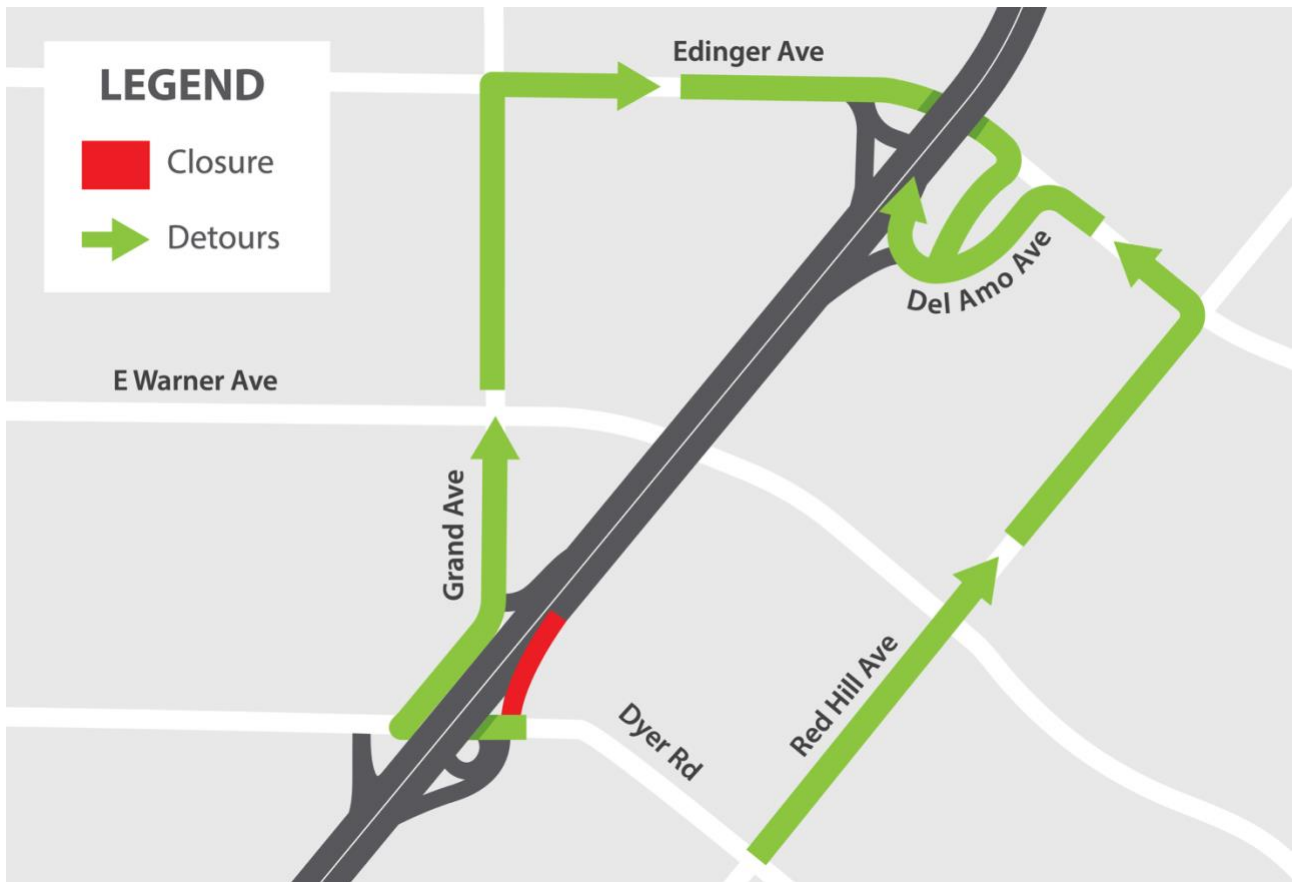 LEGEND
Closure
Detours
Edinger Ave
Del Amo Ave
E Warner Ave
Grand Ave
Dyer Rd
Red Hill Ave